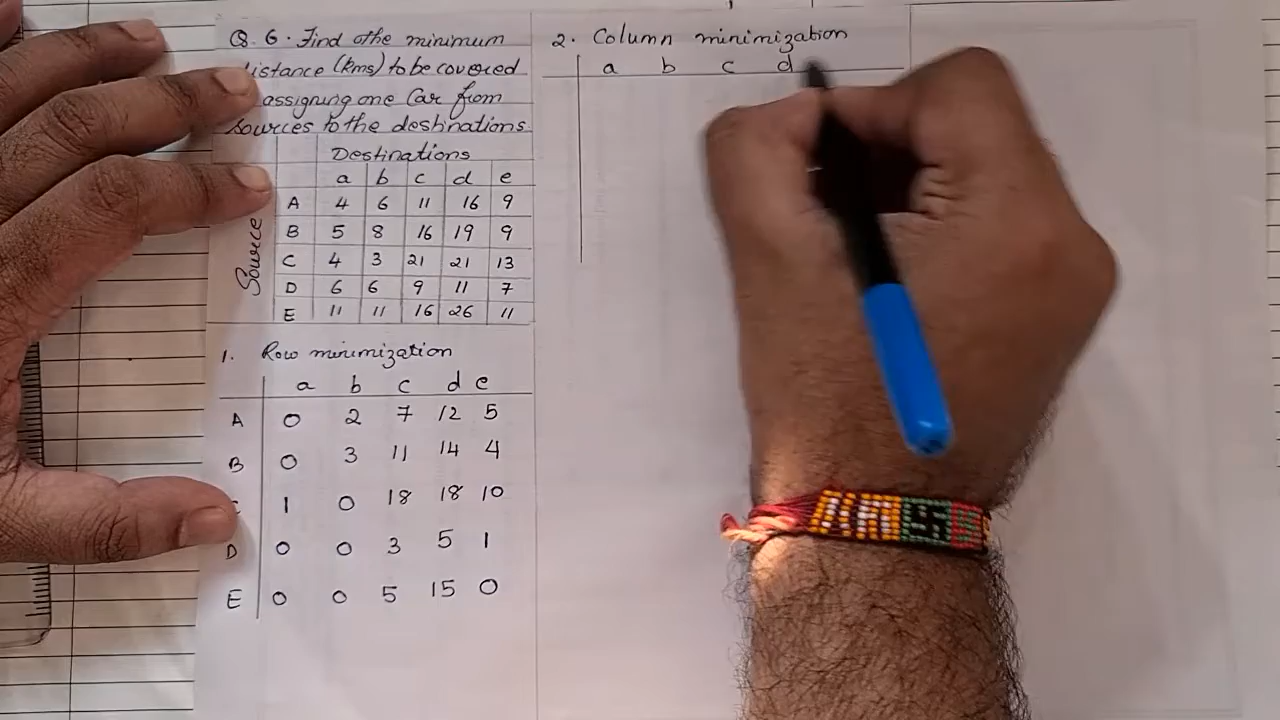 Q. 6. Find the minimum
distance (kms) to be covered
assigning one Car from
Sources to the destinations
Destinations
a b c d e
Source
A 4 6 11 16 9
B 5 8 16 19 9
C 4 3 21 21 13
D 6 6 9 11 7
E 11 11 16 26 11
1. Row minimization
a b c d e
A 0 2 7 12 5
B 0 3 11 14 4
C 1 0 18 18 10
D 0 0 3 5 1
E 0 0 5 15 0
2. Column minimization
a b c d